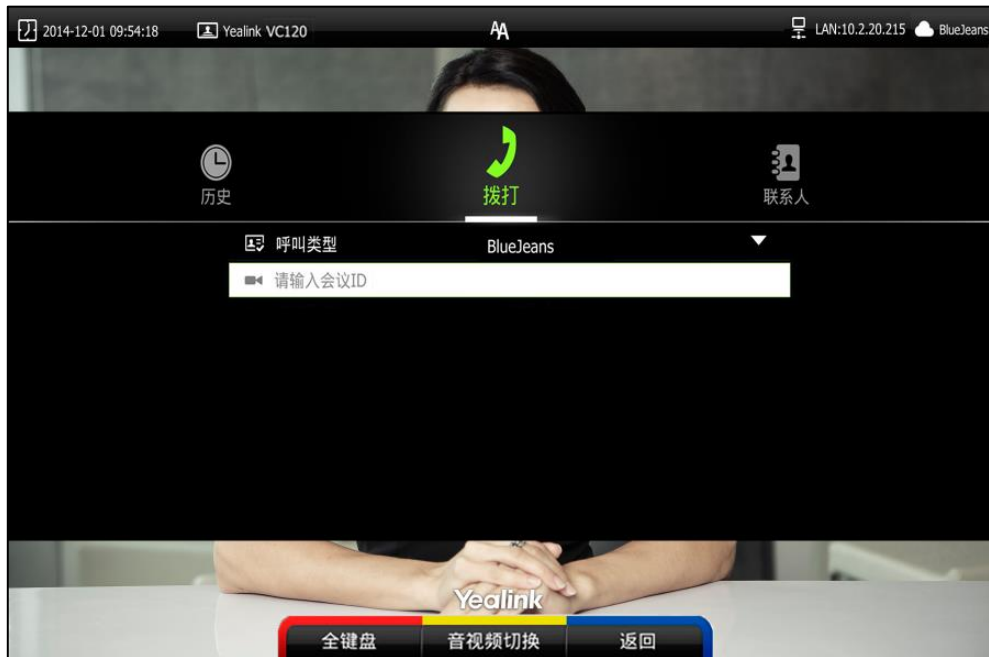 2014-12-01 09:54:18 Yealink VC120 AA LAN:10.2.20.215 BlueJeans
历史 拨打 联系人
呼叫类型 BlueJeans
请输入会议ID
Yealink
全键盘 音视频切换 返回